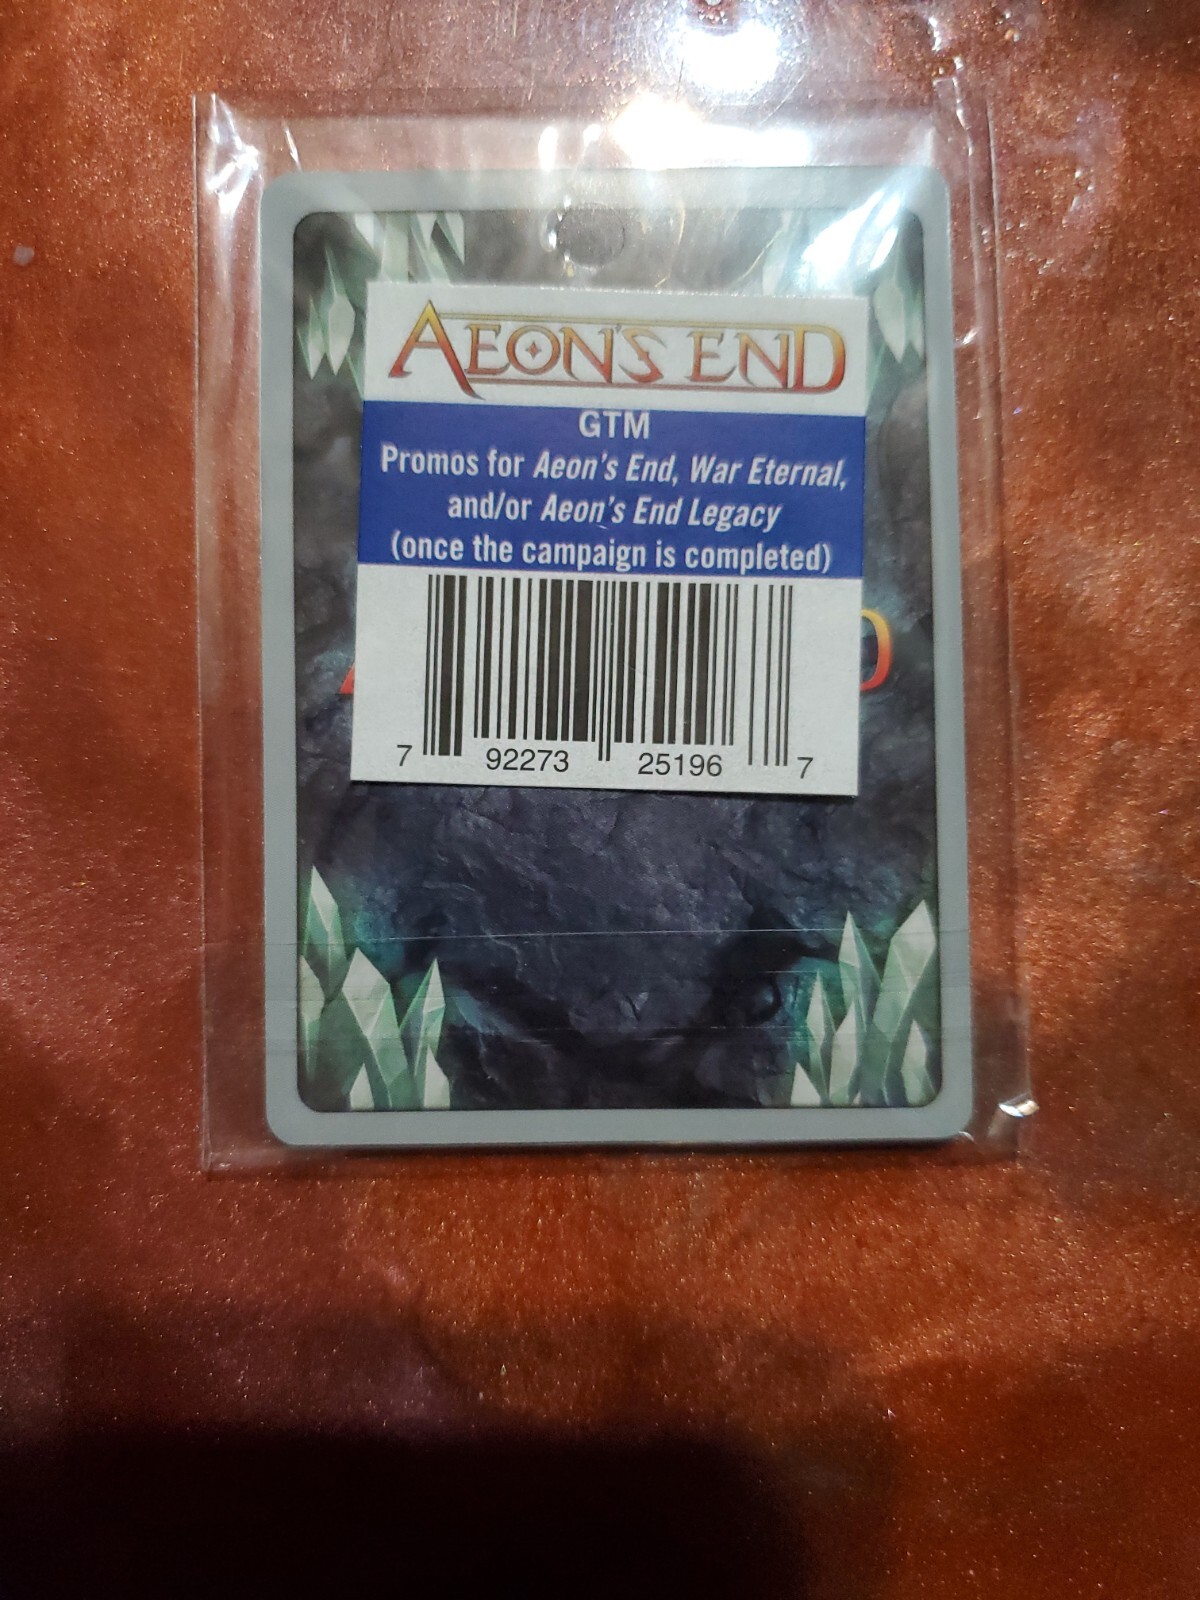 AEON'S END
GTM
Promos for Aeon's End, War Eternal,
and/or Aeon's End Legacy
(once the campaign is completed)
7 92273 25196 7